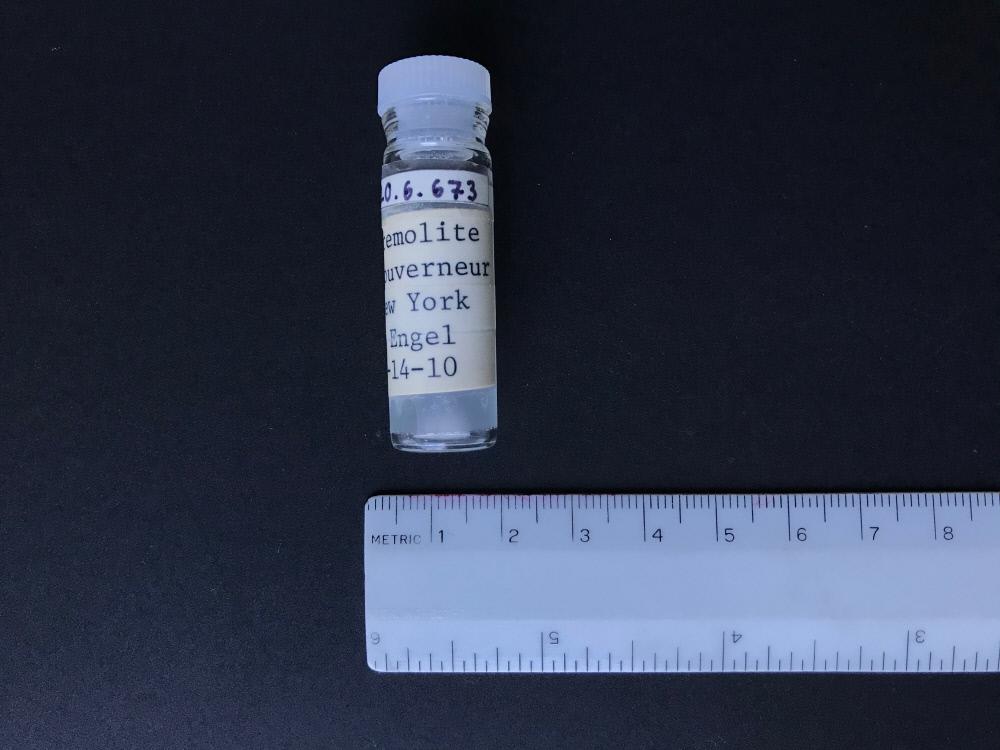 0.6.673
emolite
ouverneur
ew York
Engel
-14-10
METRIC 1 2 3 4 5 6 7 8
6 5 4 3